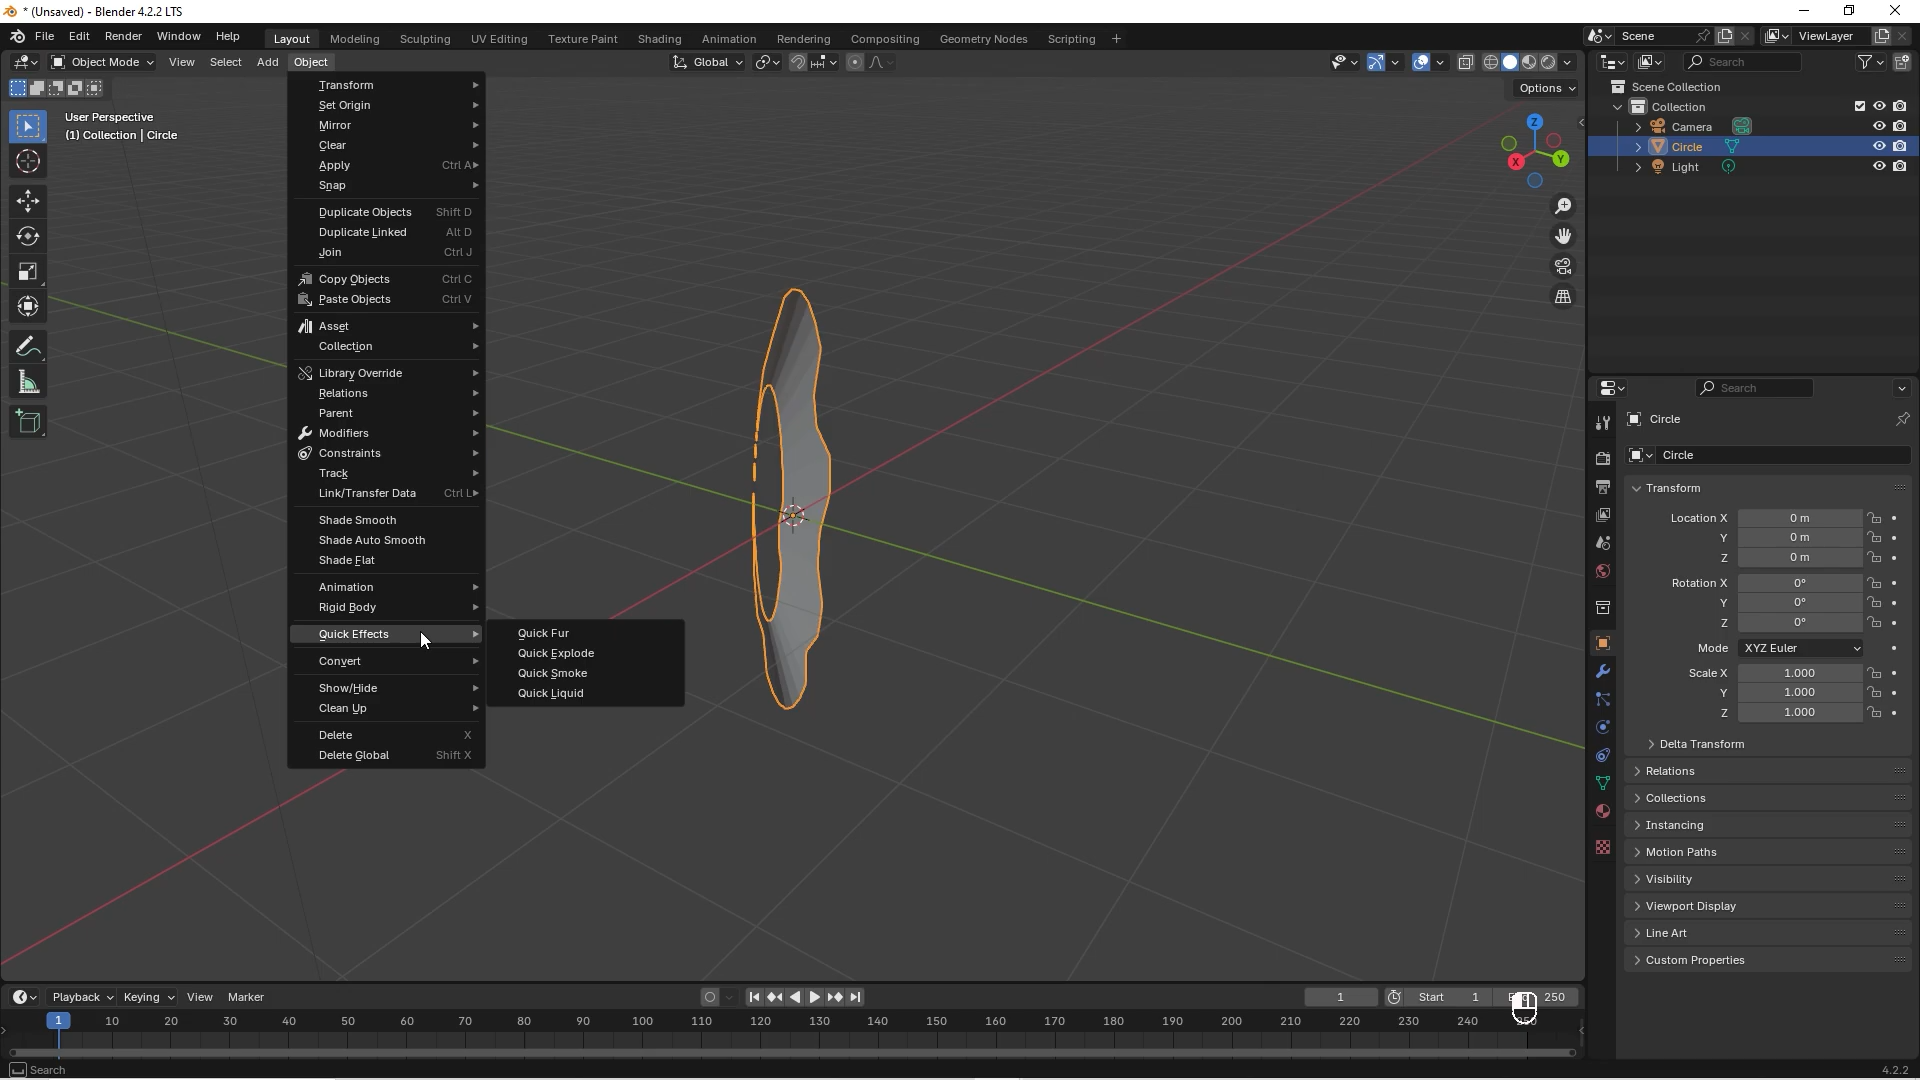 * (Unsaved) - Blender 4.2.2 LTS
File Edit Render Window Help Layout Modeling Sculpting UV Editing Texture Paint Shading Animation Rendering Compositing Geometry Nodes Scripting + Scene ViewLayer
Object Mode View Select Add Object Global Search
Options
User Perspective
(1) Collection | Circle
Transform
Set Origin
Mirror
Clear
Apply Ctrl A
Snap
Duplicate Objects Shift D
Duplicate Linked Alt D
Join Ctrl J
Copy Objects Ctrl C
Paste Objects Ctrl V
Asset
Collection
Library Override
Relations
Parent
Modifiers
Constraints
Track
Link/Transfer Data Ctrl L
Shade Smooth
Shade Auto Smooth
Shade Flat
Animation
Rigid Body
Quick Effects
Convert
Show/Hide
Clean Up
Delete X
Delete Global Shift X
Quick Fur
Quick Explode
Quick Smoke
Quick Liquid
Z
X Y
Scene Collection
Collection
Camera
Circle
Light
Search
Circle
Circle
Transform
Location X 0 m
Y 0 m
Z 0 m
Rotation X 0°
Y 0°
Z 0°
Mode XYZ Euler
Scale X 1.000
Y 1.000
Z 1.000
Delta Transform
Relations
Collections
Instancing
Motion Paths
Visibility
Viewport Display
Line Art
Custom Properties
Playback Keying View Marker 1 Start 1 250
1 10 20 30 40 50 60 70 80 90 100 110 120 130 140 150 160 170 180 190 200 210 220 230 240 250
Search 4.2.2